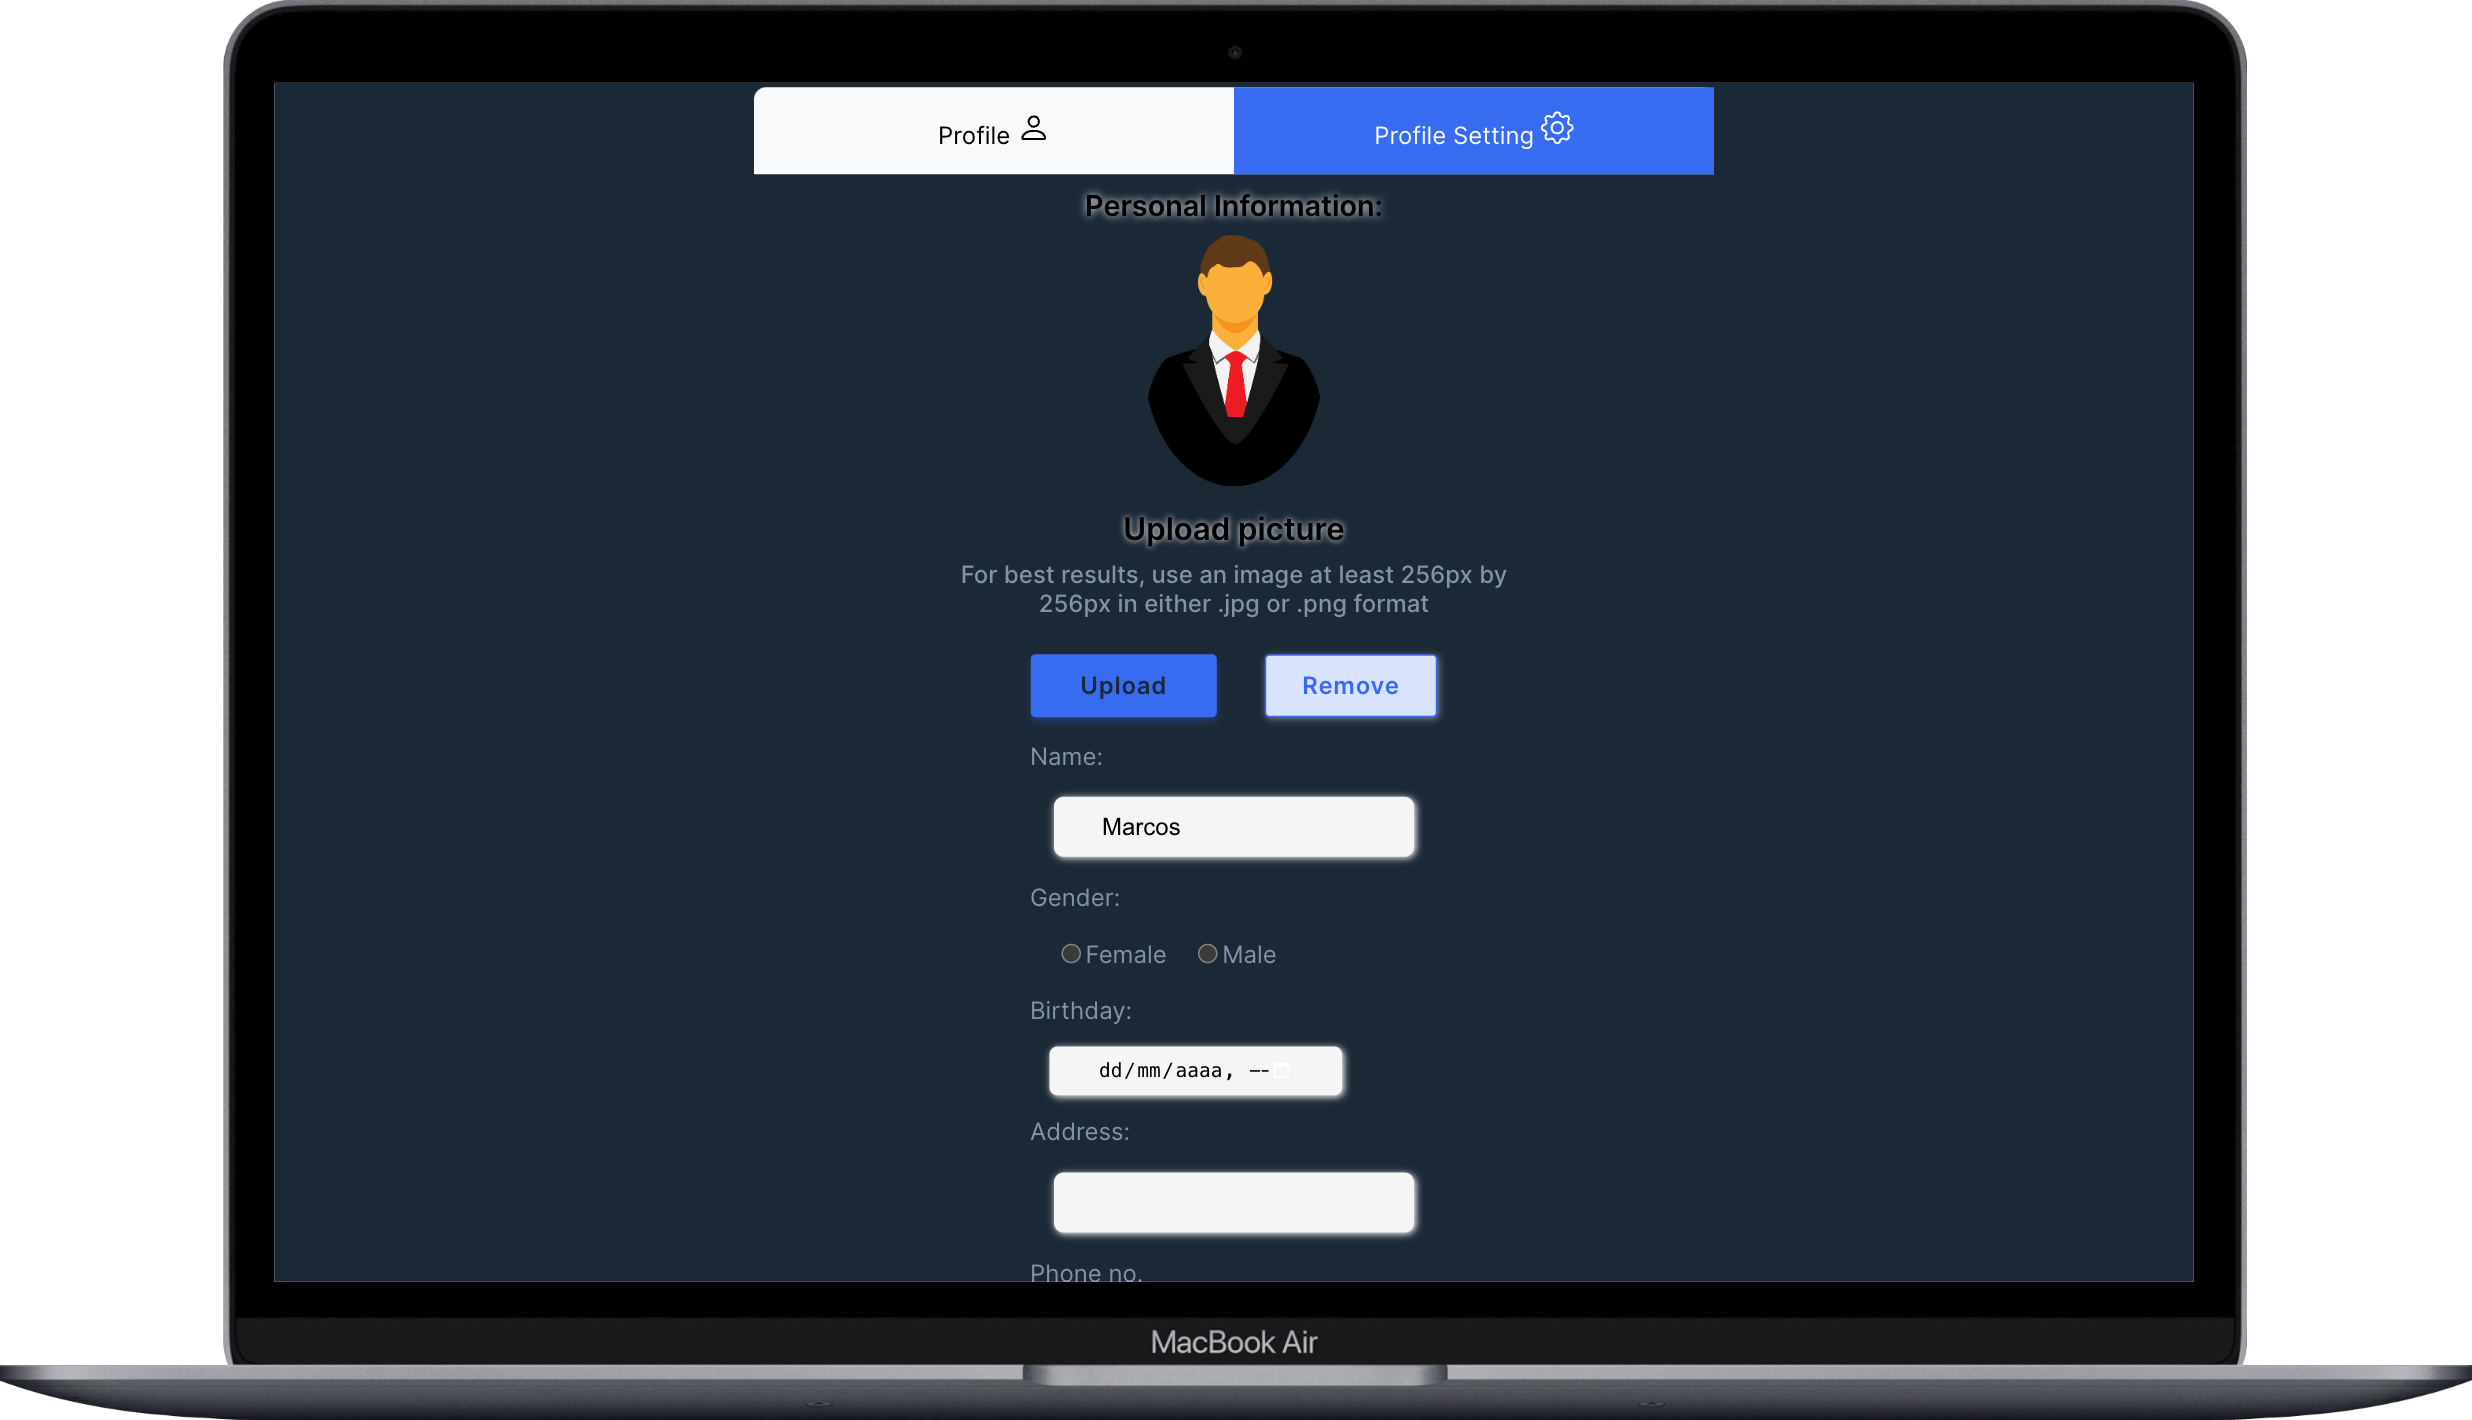 Profile
Profile Setting
Personal Information:
Upload picture
For best results, use an image at least 256px by
256px in either .jpg or .png format
Upload
Remove
Name:
Marcos
Gender:
Female
Male
Birthday:
dd/mm/aaaa, --
Address:
Phone no.
MacBook Air